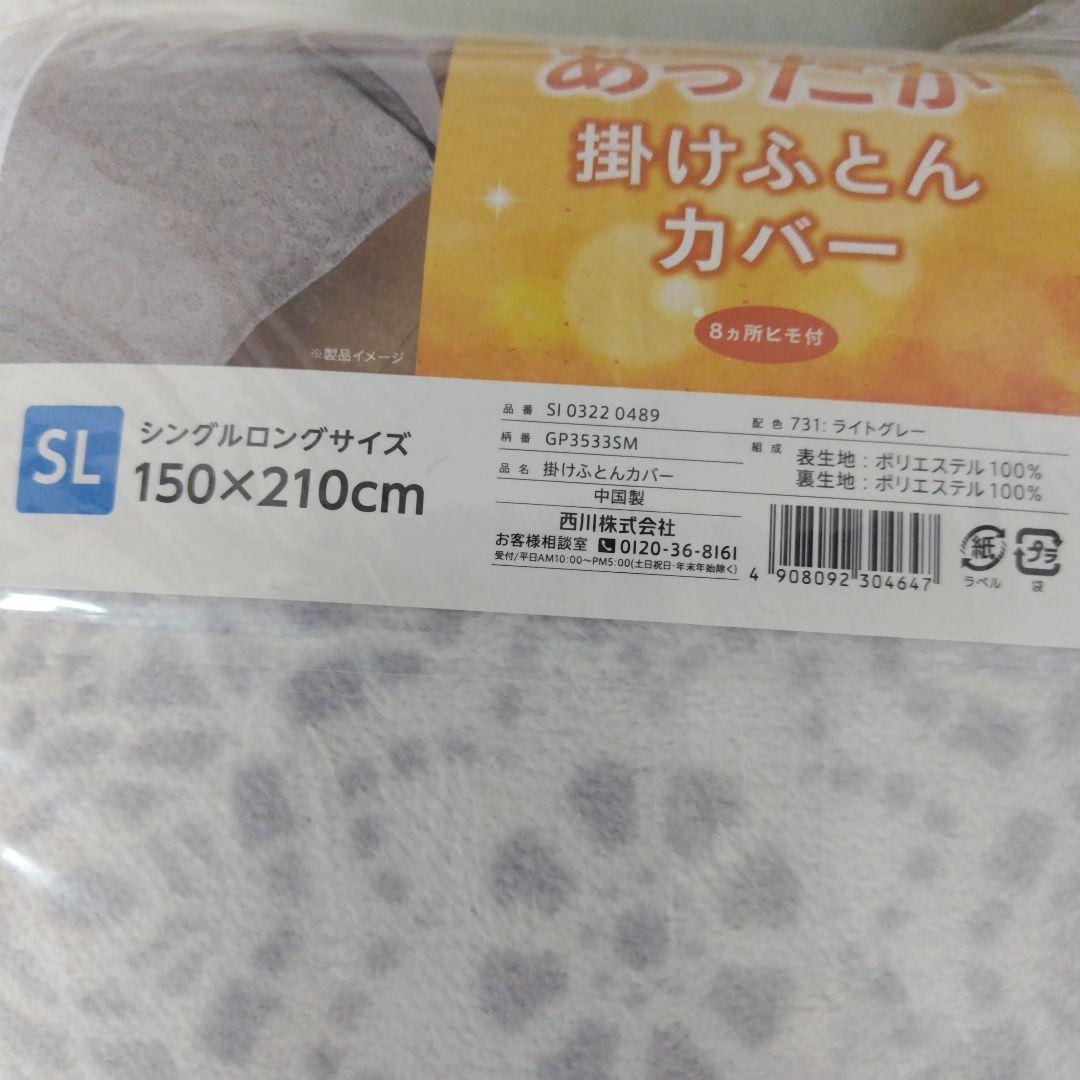 あったか
掛けふとん
カバー
8ヵ所ヒモ付
※製品イメージ
SL
シングルロングサイズ
150×210cm
品番 SI 0322 0489
柄番 GP3533SM
品名 掛けふとんカバー
中国製
西川株式会社
お客様相談室 0120-36-8161
受付/平日AM10:00〜PM5:00(土日祝日・年末年始除く)
配色 731: ライトグレー
組成 表生地 : ポリエステル 100%
裏生地 : ポリエステル 100%
4 908092 304647
紙
ラベル
プラ
袋